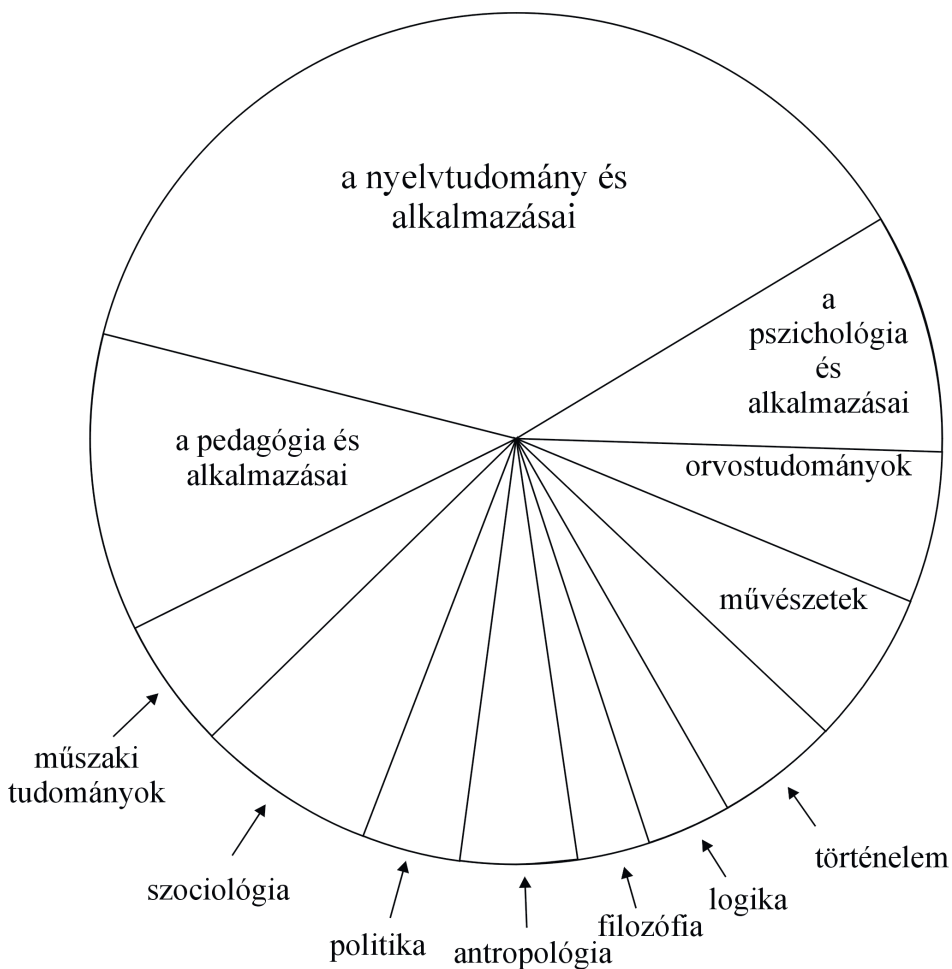 a nyelvtudomány és
alkalmazásai
a
pszichológia
és
alkalmazásai
a pedagógia és
alkalmazásai
orvostudományok
művészetek
műszaki
tudományok
szociológia
politika
antropológia
filozófia
logika
történelem